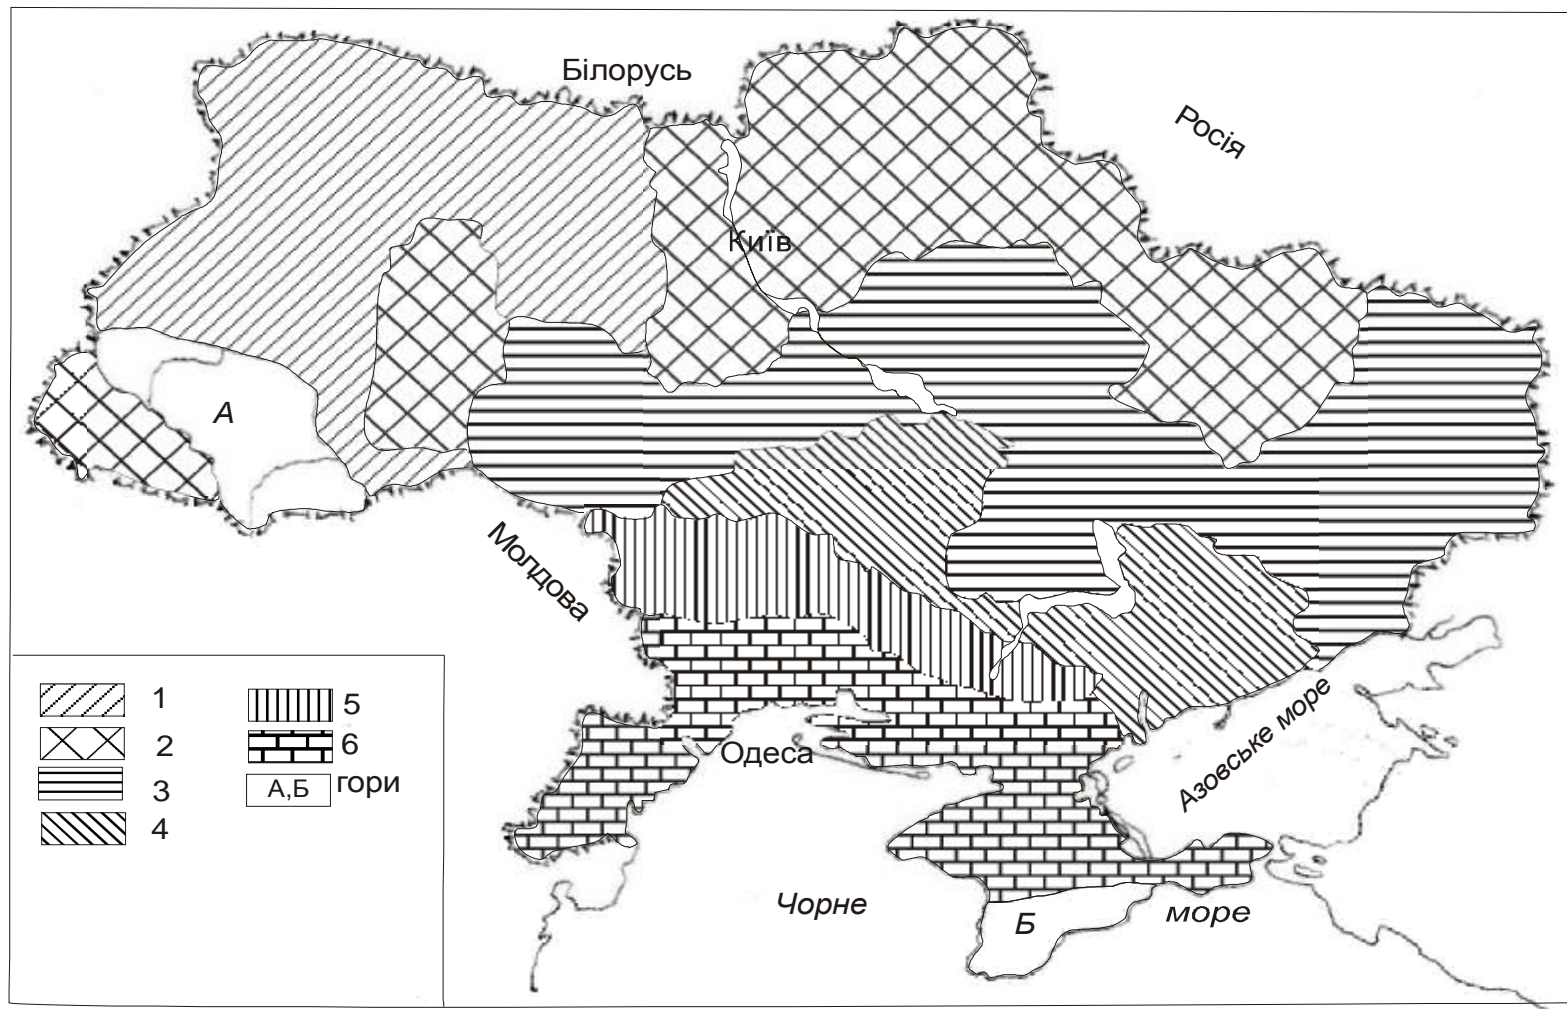 Білорусь
Росія
Київ
А
Молдова
Одеса
Азовське море
Чорне
море
Б
1
2
3
4
5
6
А,Б гори